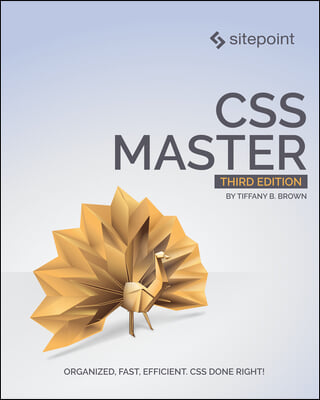 sitepoint
CSS
MASTER
THIRD EDITION
BY TIFFANY B. BROWN
ORGANIZED, FAST, EFFICIENT. CSS DONE RIGHT!